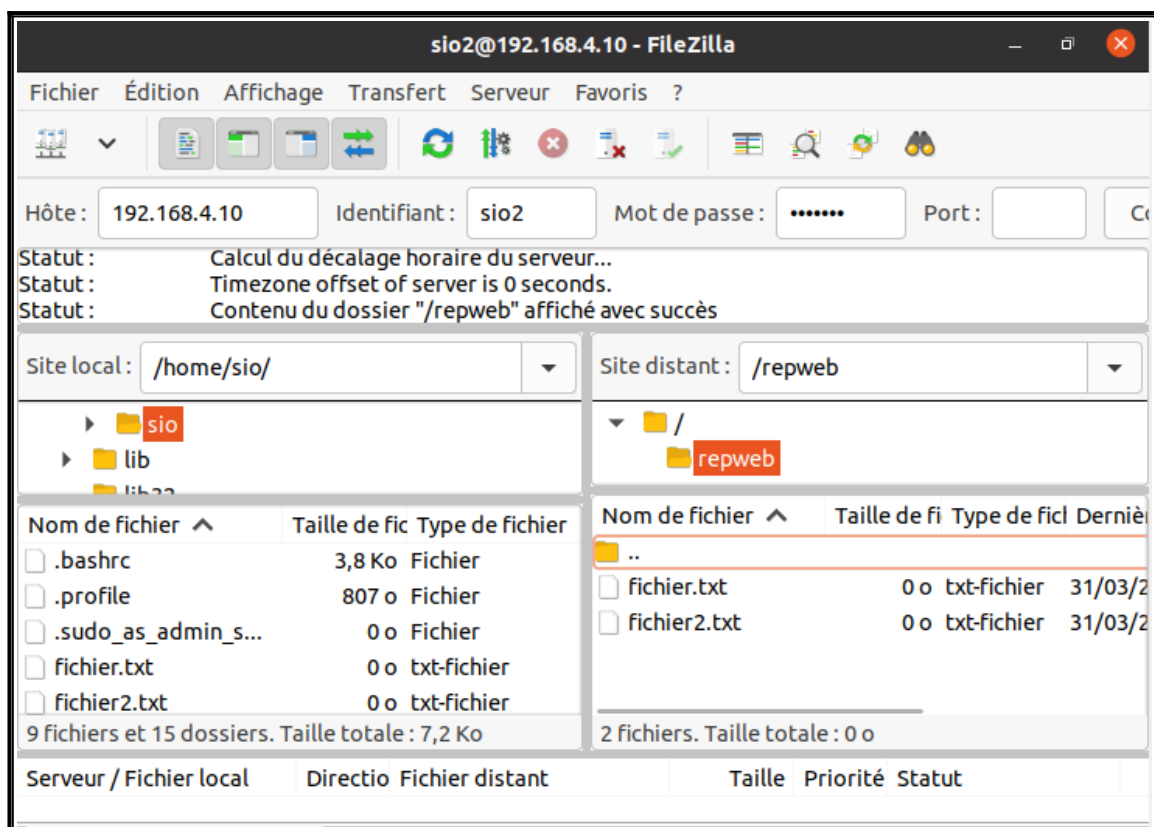 sio2@192.168.4.10 - FileZilla
Fichier Édition Affichage Transfert Serveur Favoris ?
Hôte : 192.168.4.10 Identifiant : sio2 Mot de passe : ••••••• Port :
Statut : Calcul du décalage horaire du serveur...
Statut : Timezone offset of server is 0 seconds.
Statut : Contenu du dossier "/repweb" affiché avec succès
Site local : /home/sio/
sio
lib
lib32
Site distant : /repweb
/
repweb
Nom de fichier Taille de fic Type de fichier
.bashrc 3,8 Ko Fichier
.profile 807 o Fichier
.sudo_as_admin_s... 0 o Fichier
fichier.txt 0 o txt-fichier
fichier2.txt 0 o txt-fichier
9 fichiers et 15 dossiers. Taille totale : 7,2 Ko
Nom de fichier Taille de fi Type de ficl Derniè
..
fichier.txt 0 o txt-fichier 31/03/2
fichier2.txt 0 o txt-fichier 31/03/2
2 fichiers. Taille totale : 0 o
Serveur / Fichier local Directio Fichier distant Taille Priorité Statut